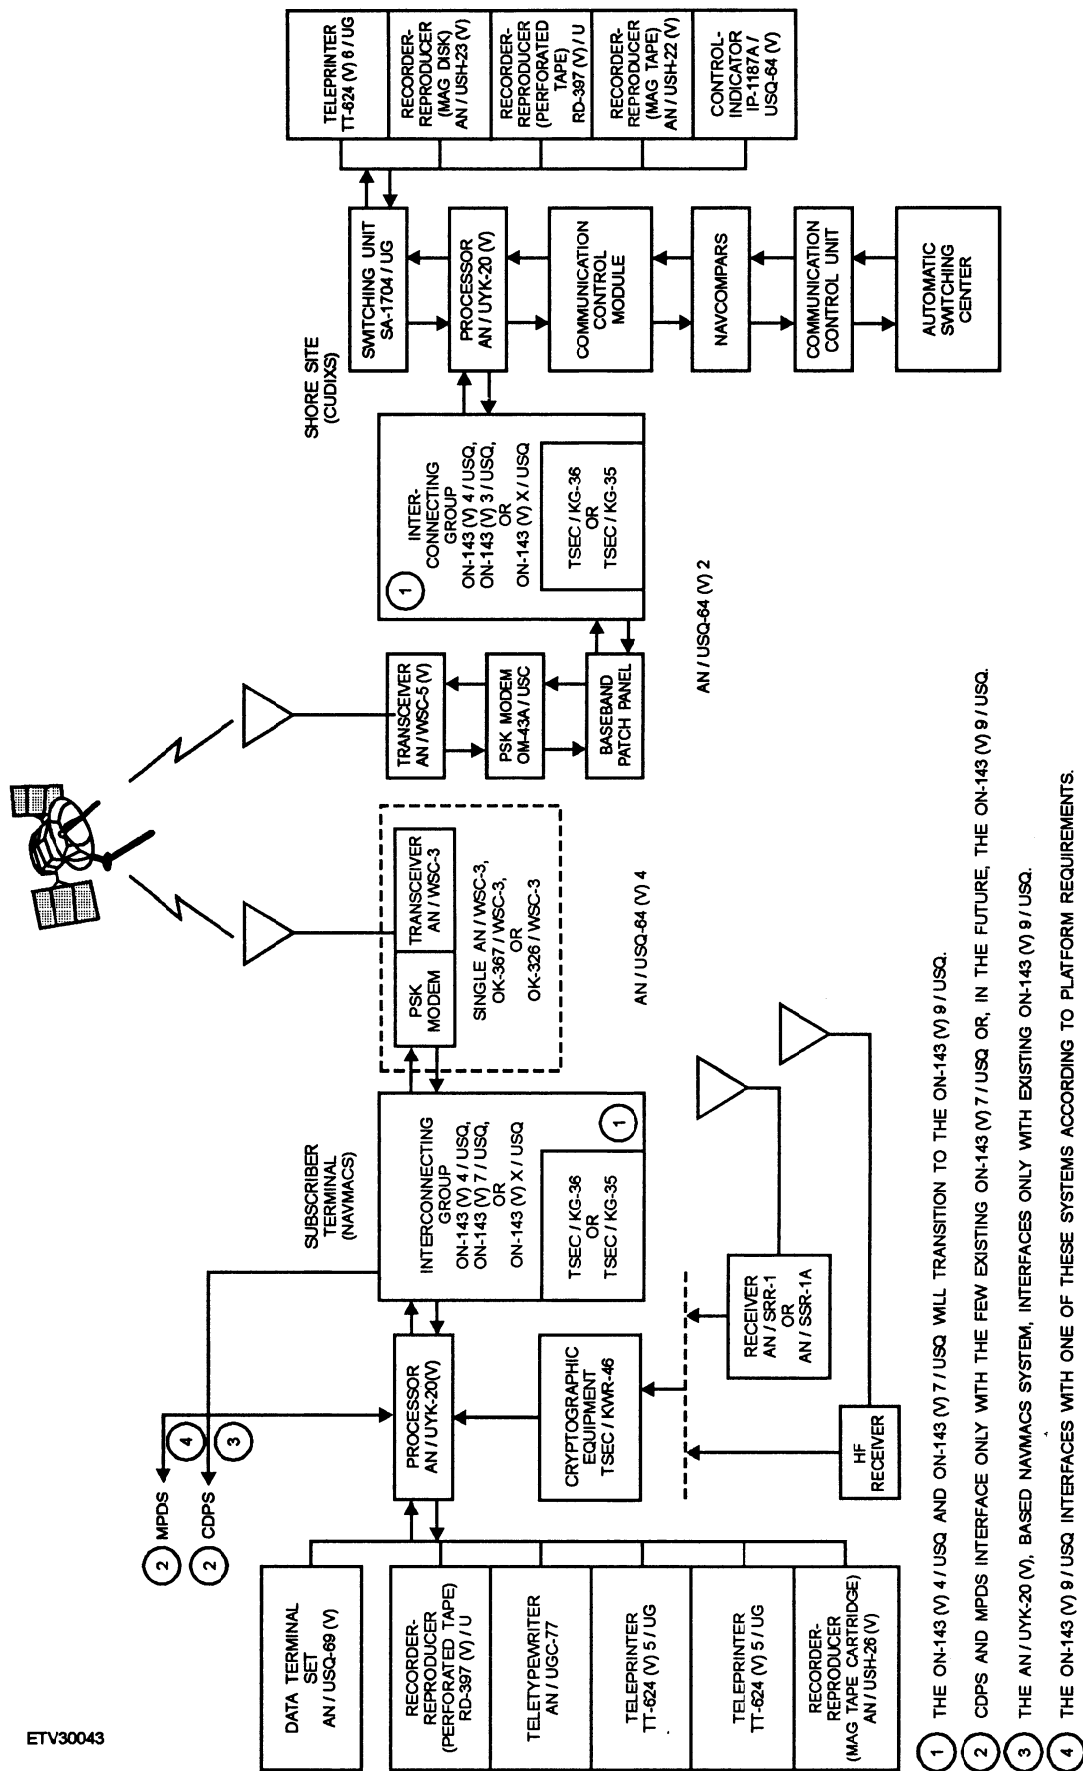 ETV30043
DATA TERMINAL
SET
AN / USQ-69 (V)
RECORDER-
REPRODUCER
(PERFORATED TAPE)
RD-397 (V) / U
TELETYPEWRITER
AN / UGC-77
TELEPRINTER
TT-624 (V) 5 / UG
TELEPRINTER
TT-624 (V) 5 / UG
RECORDER-
REPRODUCER
(MAG TAPE CARTRIDGE)
AN / USH-26 (V)
2 MPDS
2 CDPS
4
3
PROCESSOR
AN / UYK-20(V)
CRYPTOGRAPHIC
EQUIPMENT
TSEC / KWR-46
HF
RECEIVER
RECEIVER
AN / SRR-1
OR
AN / SSR-1A
SUBSCRIBER
TERMINAL
(NAVMACS)
INTERCONNECTING
GROUP
ON-143 (V) 4 / USQ,
ON-143 (V) 7 / USQ,
OR
ON-143 (V) X / USQ
1
TSEC / KG-36
OR
TSEC / KG-35
PSK
MODEM
TRANSCEIVER
AN / WSC-3
SINGLE AN / WSC-3,
OK-367 / WSC-3,
OR
OK-326 / WSC-3
AN / USQ-64 (V) 4
TRANSCEIVER
AN / WSC-5 (V)
PSK MODEM
OM-43A / USC
BASEBAND
PATCH PANEL
SHORE SITE
(CUDIXS)
1
INTER-
CONNECTING
GROUP
ON-143 (V) 4 / USQ,
ON-143 (V) 3 / USQ,
OR
ON-143 (V) X / USQ
TSEC / KG-36
OR
TSEC / KG-35
AN / USQ-64 (V) 2
SWITCHING UNIT
SA-1704 / UG
PROCESSOR
AN / UYK-20 (V)
COMMUNICATION
CONTROL
MODULE
NAVCOMPARS
COMMUNICATION
CONTROL UNIT
AUTOMATIC
SWITCHING
CENTER
TELEPRINTER
TT-624 (V) 6 / UG
RECORDER-
REPRODUCER
(MAG DISK)
AN / USH-23 (V)
RECORDER-
REPRODUCER
(PERFORATED
TAPE)
RD-397 (V) / U
RECORDER-
REPRODUCER
(MAG TAPE)
AN / USH-22 (V)
CONTROL-
INDICATOR
IP-1187A /
USQ-64 (V)
1 THE ON-143 (V) 4 / USQ AND ON-143 (V) 7 / USQ WILL TRANSITION TO THE ON-143 (V) 9 / USQ.
2 CDPS AND MPDS INTERFACE ONLY WITH THE FEW EXISTING ON-143 (V) 7 / USQ OR, IN THE FUTURE, THE ON-143 (V) 9 / USQ.
3 THE AN / UYK-20 (V), BASED NAVMACS SYSTEM, INTERFACES ONLY WITH EXISTING ON-143 (V) 9 / USQ.
4 THE ON-143 (V) 9 / USQ INTERFACES WITH ONE OF THESE SYSTEMS ACCORDING TO PLATFORM REQUIREMENTS.